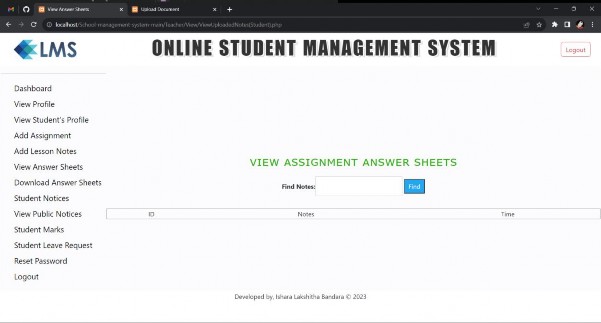 View Answer Sheets
Upload Document
localhost/School-management-system-main/Teacher/View/ViewUploadedNotesStudent.php
LMS
ONLINE STUDENT MANAGEMENT SYSTEM
Logout
Dashboard
View Profile
View Student's Profile
Add Assignment
Add Lesson Notes
View Answer Sheets
Download Answer Sheets
Student Notices
View Public Notices
Student Marks
Student Leave Request
Reset Password
Logout
VIEW ASSIGNMENT ANSWER SHEETS
Find Notes:
Find
ID Notes Time
Developed by, Ishara Lakshitha Bandara © 2023